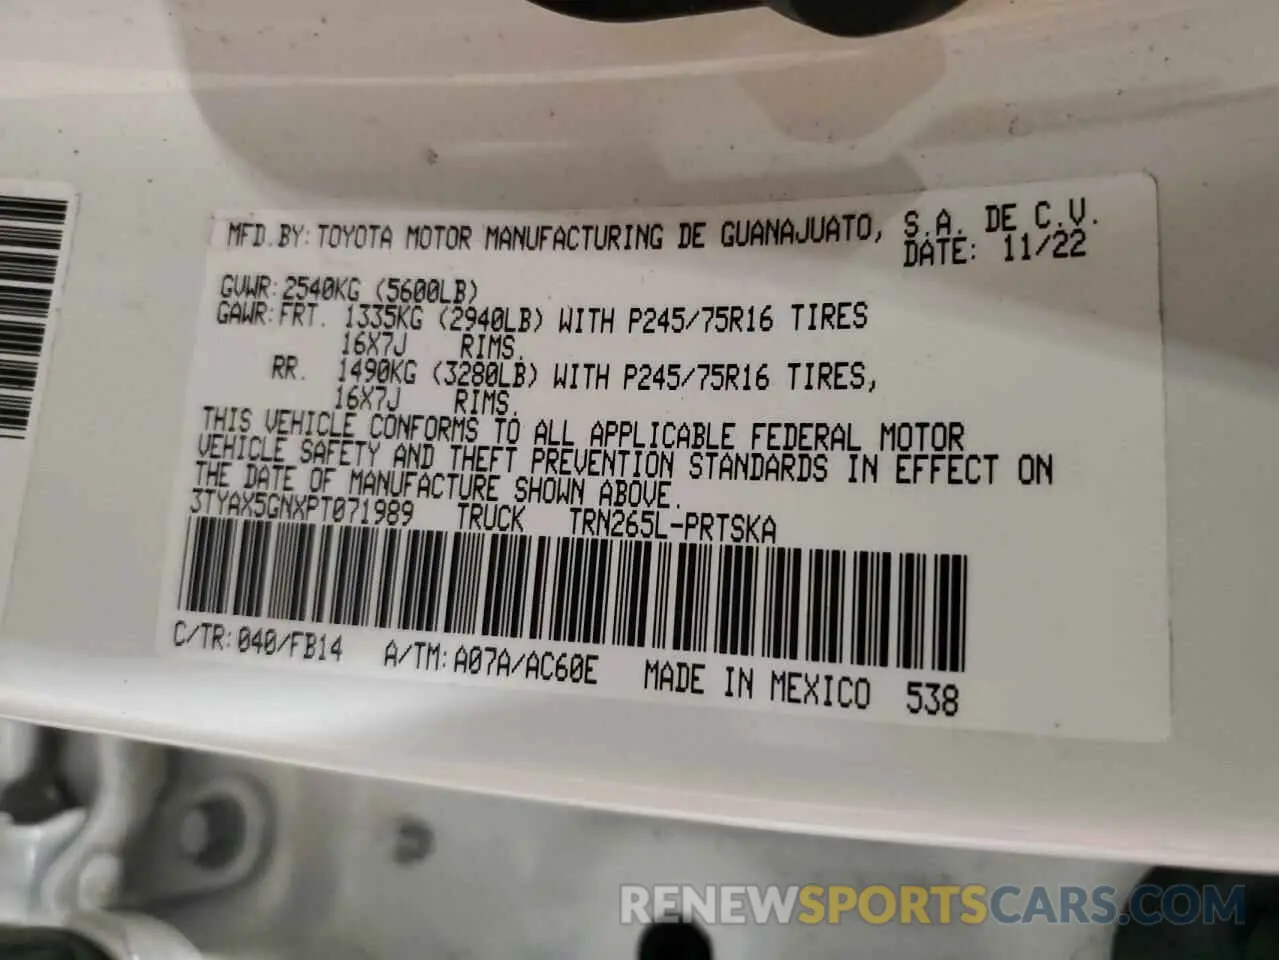 MFD.BY:TOYOTA MOTOR MANUFACTURING DE GUANAJUATO, S.A. DE C.V.
DATE: 11/22
GVWR:2540KG (5600LB)
GAWR:FRT. 1335KG (2940LB) WITH P245/75R16 TIRES
16X7J RIMS.
RR. 1490KG (3280LB) WITH P245/75R16 TIRES,
16X7J RIMS.
THIS VEHICLE CONFORMS TO ALL APPLICABLE FEDERAL MOTOR
VEHICLE SAFETY AND THEFT PREVENTION STANDARDS IN EFFECT ON
THE DATE OF MANUFACTURE SHOWN ABOVE.
3TYAX5GNXPT071989 TRUCK TRN265L-PRTSKA
C/TR:040/FB14 A/TM:A07A/AC60E MADE IN MEXICO 538
RENEWSPORTSCARS.COM